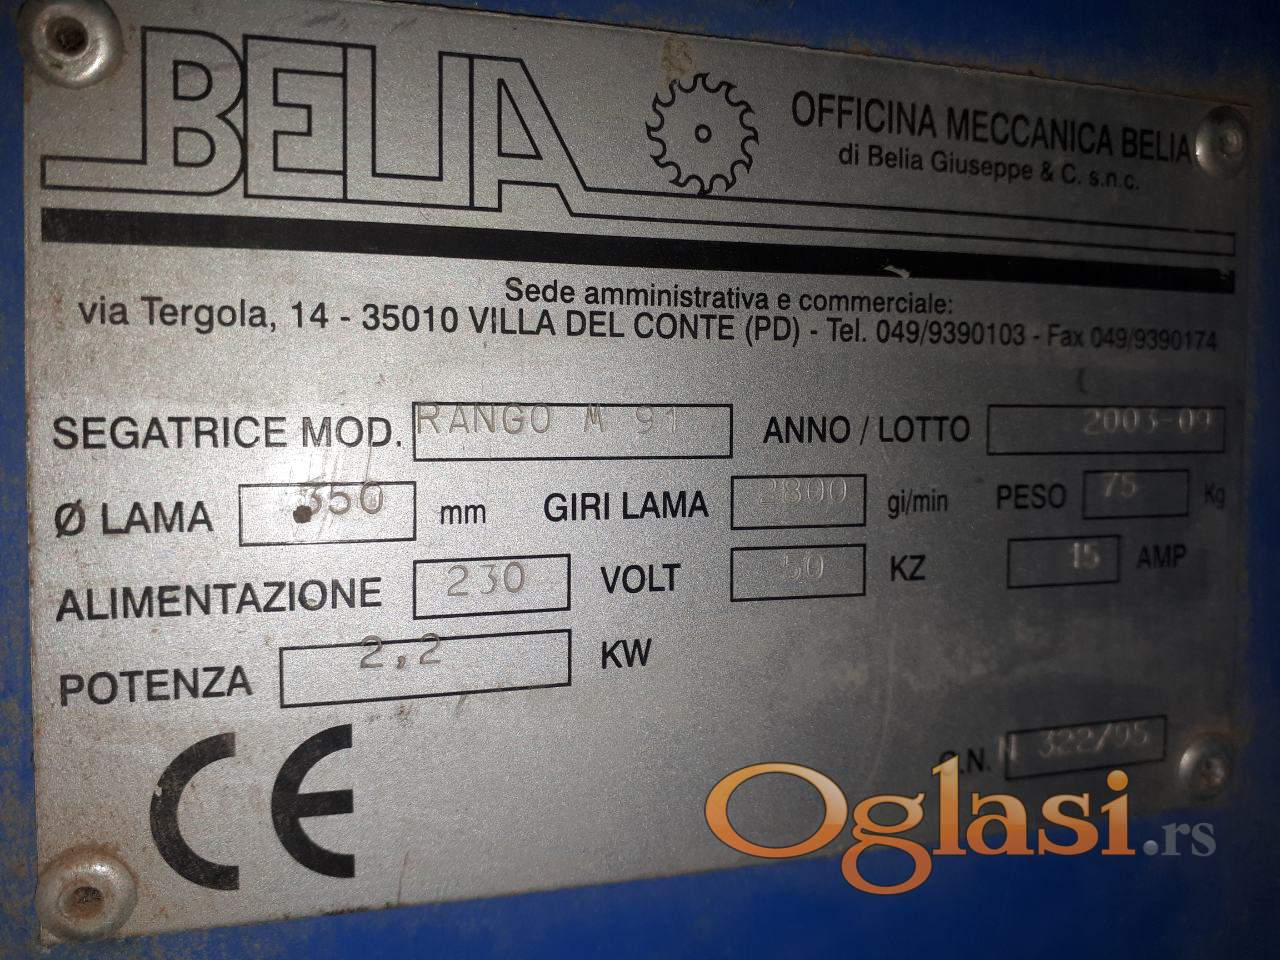 BELIA
OFFICINA MECCANICA BELIA
di Belia Giuseppe & C. s.n.c.
Sede amministrativa e commerciale:
via Tergola, 14 - 35010 VILLA DEL CONTE (PD) - Tel. 049/9390103 - Fax 049/9390174
SEGATRICE MOD. RANGO M 91 ANNO / LOTTO 2003-09
Ø LAMA 350 mm GIRI LAMA 2800 gi/min PESO 75 Kg
ALIMENTAZIONE 230 VOLT 50 KZ 15 AMP
POTENZA 2,2 KW
CE
N 322/95
Oglasi.rs